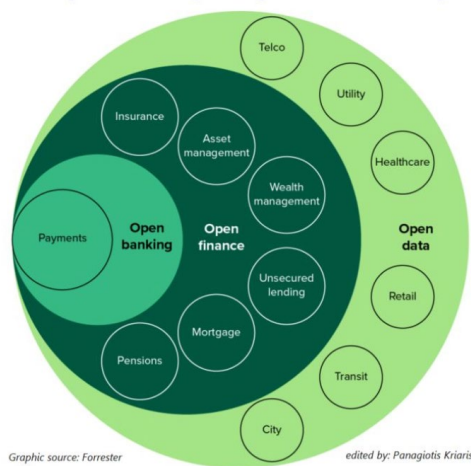 Telco
Utility
Insurance
Asset
management
Healthcare
Wealth
management
Payments
Open
banking
Open
finance
Open
data
Unsecured
lending
Retail
Mortgage
Pensions
Transit
City
Graphic source: Forrester
edited by: Panagiotis Kriaris